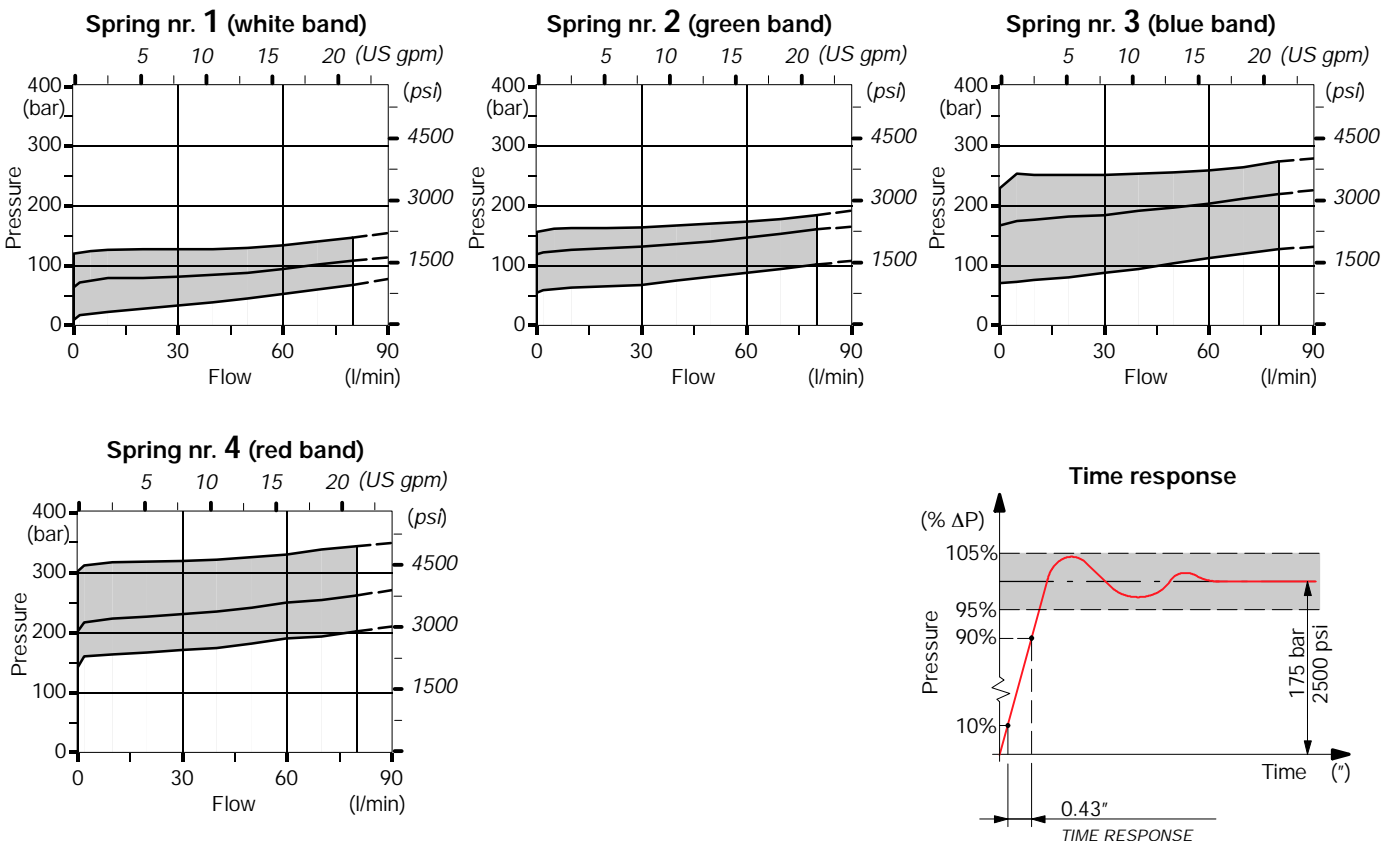 Spring nr. 1 (white band)
5 10 15 20 (US gpm)
400 (psi)
(bar)
4500
300
3000
200
1500
100
0
Pressure
0 30 60 90
Flow (l/min)
Spring nr. 2 (green band)
5 10 15 20 (US gpm)
400 (psi)
(bar)
4500
300
3000
200
1500
100
0
Pressure
0 30 60 90
Flow (l/min)
Spring nr. 3 (blue band)
5 10 15 20 (US gpm)
400 (psi)
(bar)
4500
300
3000
200
1500
100
0
Pressure
0 30 60 90
Flow (l/min)
Spring nr. 4 (red band)
5 10 15 20 (US gpm)
400 (psi)
(bar)
4500
300
3000
200
1500
100
0
Pressure
0 30 60 90
Flow (l/min)
Time response
(% ΔP)
105%
95%
90%
10%
Pressure
175 bar
2500 psi
Time (")
0.43"
TIME RESPONSE